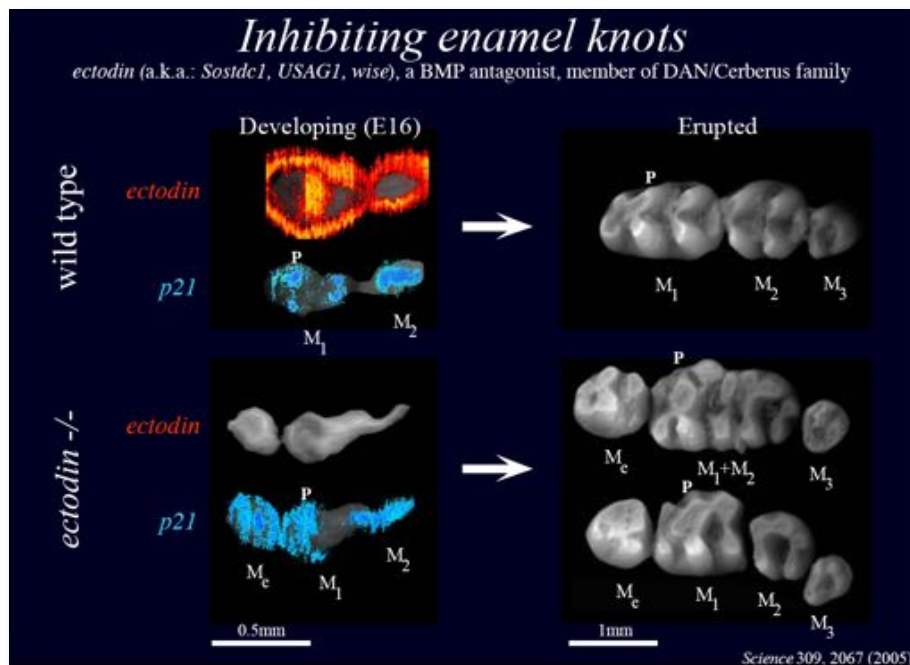 Inhibiting enamel knots
ectodin (a.k.a.: Sostdc1, USAG1, wise), a BMP antagonist, member of DAN/Cerberus family
Developing (E16)
Erupted
wild type
ectodin
P
p21
P
M1
M2
M1
M2
M3
ectodin -/-
ectodin
P
Me
M1+M2
M3
p21
P
P
Me
M1
M2
Me
M1
M2
M3
0.5mm
1mm
Science 309, 2067 (2005)